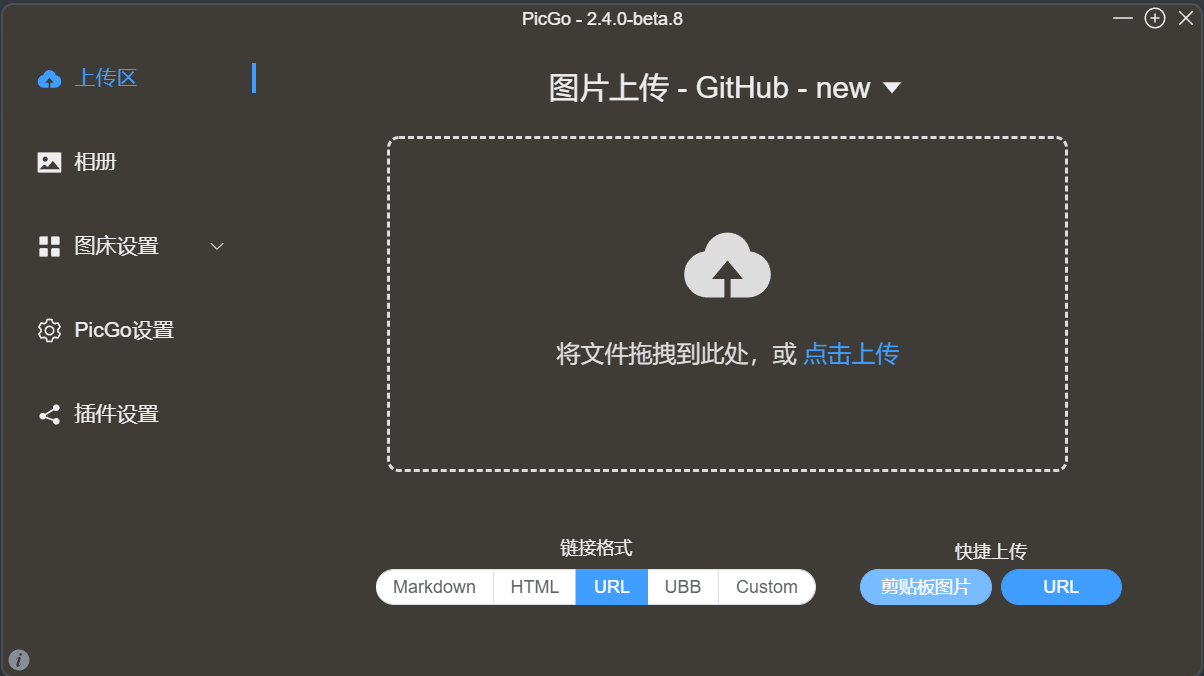 PicGo - 2.4.0-beta.8
上传区
相册
图床设置
PicGo设置
插件设置
图片上传 - GitHub - new
将文件拖拽到此处，或 点击上传
链接格式
Markdown HTML URL UBB Custom
快捷上传
剪贴板图片 URL
i